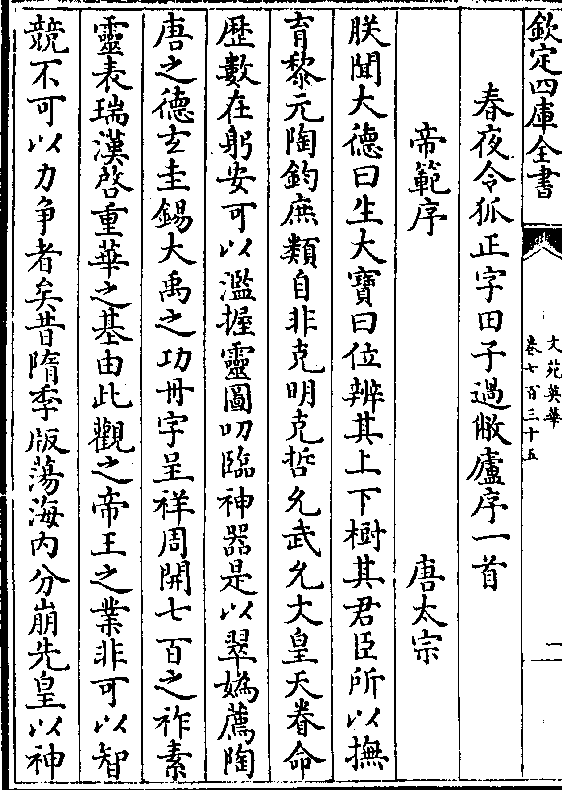 欽定四庫全書
文苑英華
卷七百三十五
二
春夜令狐正字田子過敝廬序一首
帝範序 唐太宗
朕聞大德曰生大寶曰位辨其上下樹其君臣所以撫
育黎元陶鈞庶類自非克明克哲允武允文皇天眷命
歴數在躬安可以濫握靈圖叨臨神器是以翠嬀薦陶
唐之德玄圭錫大禹之功丹字呈祥周開七百之祚素
靈表瑞漢啓重華之基由此觀之帝王之業非可以智
競不可以力爭者矣昔隋季版蕩海内分崩先皇以神